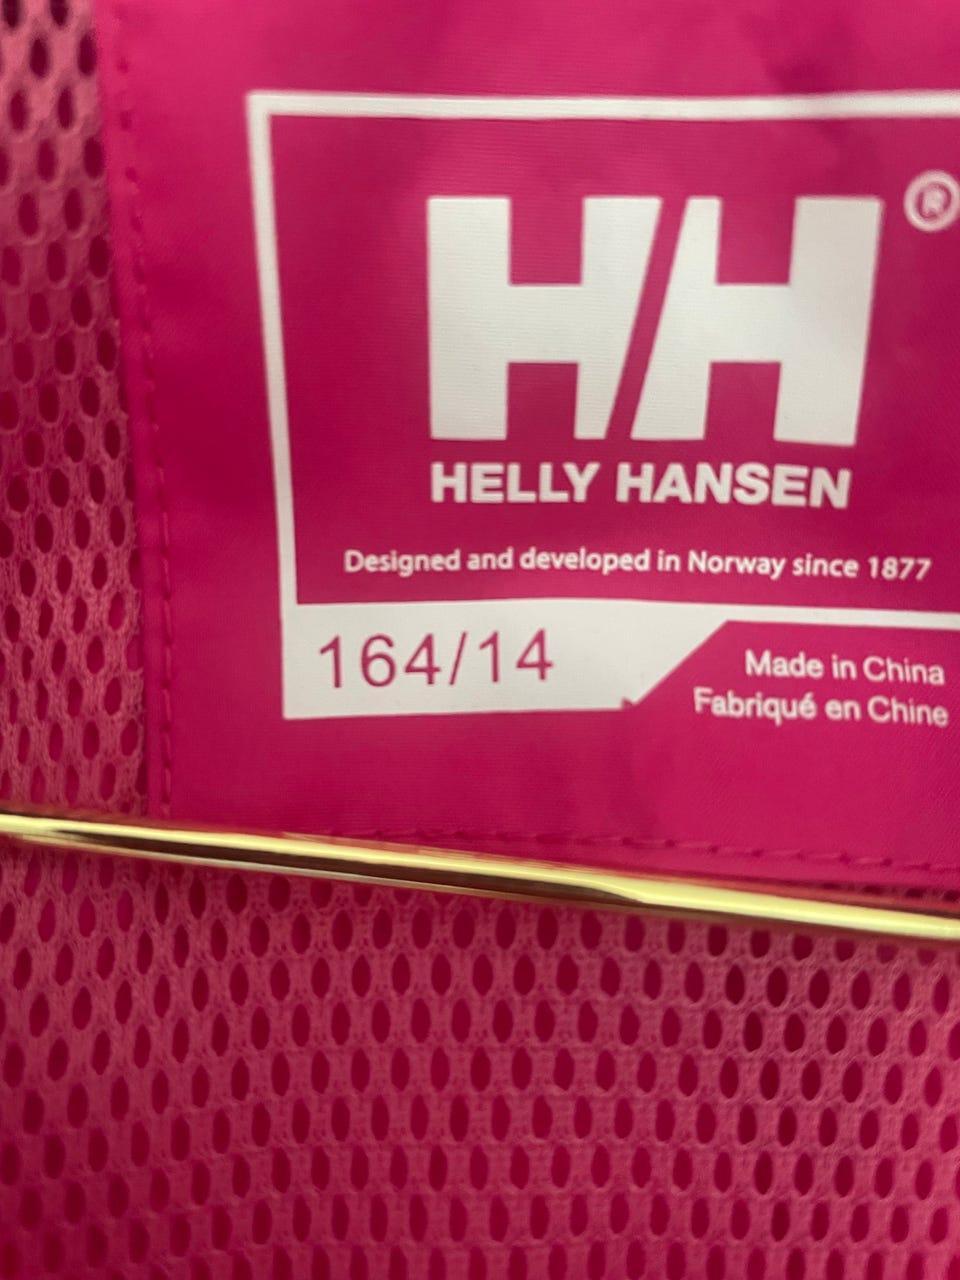 HH®
HELLY HANSEN
Designed and developed in Norway since 1877
164/14
Made in China
Fabriqué en Chine